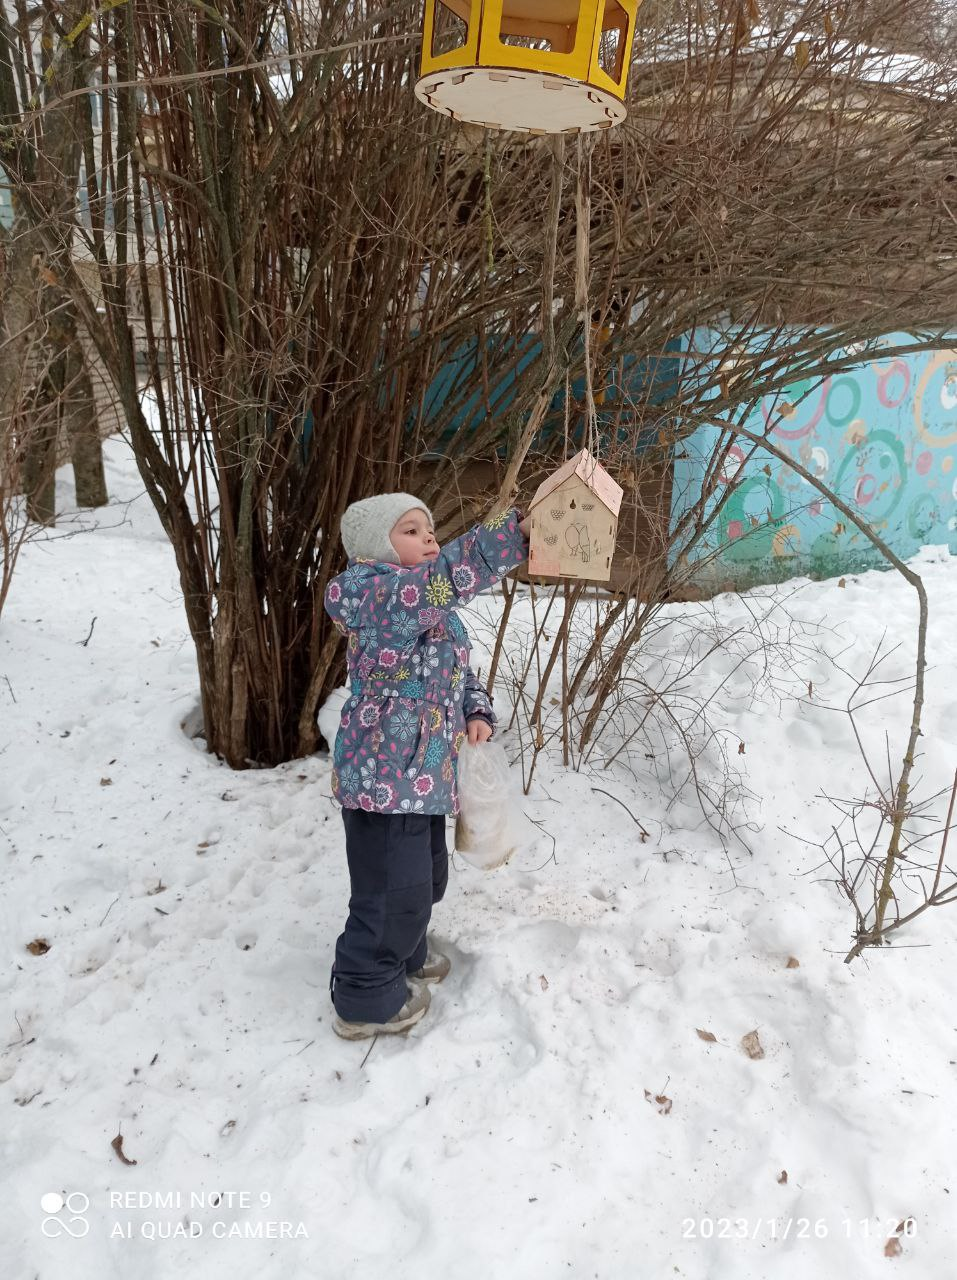 REDMI NOTE 9
AI QUAD CAMERA
2023/1/26 11:20